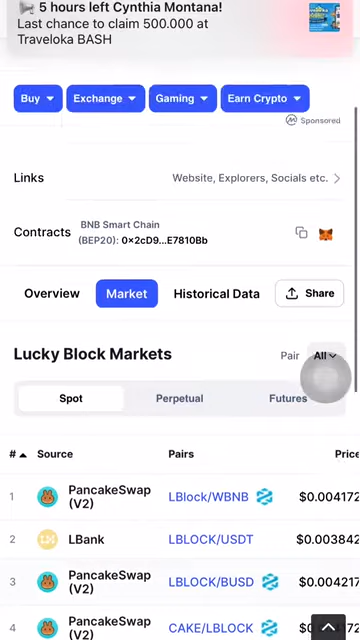 5 hours left Cynthia Montana!
Last chance to claim 500.000 at
Traveloka BASH
Buy
Exchange
Gaming
Earn Crypto
Sponsored
Links
Website, Explorers, Socials etc.
Contracts
BNB Smart Chain
(BEP20): 0x2cD9...E7810Bb
Overview
Market
Historical Data
Share
Lucky Block Markets
Pair
All
Spot
Perpetual
Futures
# Source Pairs Price
1 PancakeSwap (V2) LBlock/WBNB $0.004172
2 LBank LBLOCK/USDT $0.003842
3 PancakeSwap (V2) LBLOCK/BUSD $0.004217
4 PancakeSwap (V2) CAKE/LBLOCK